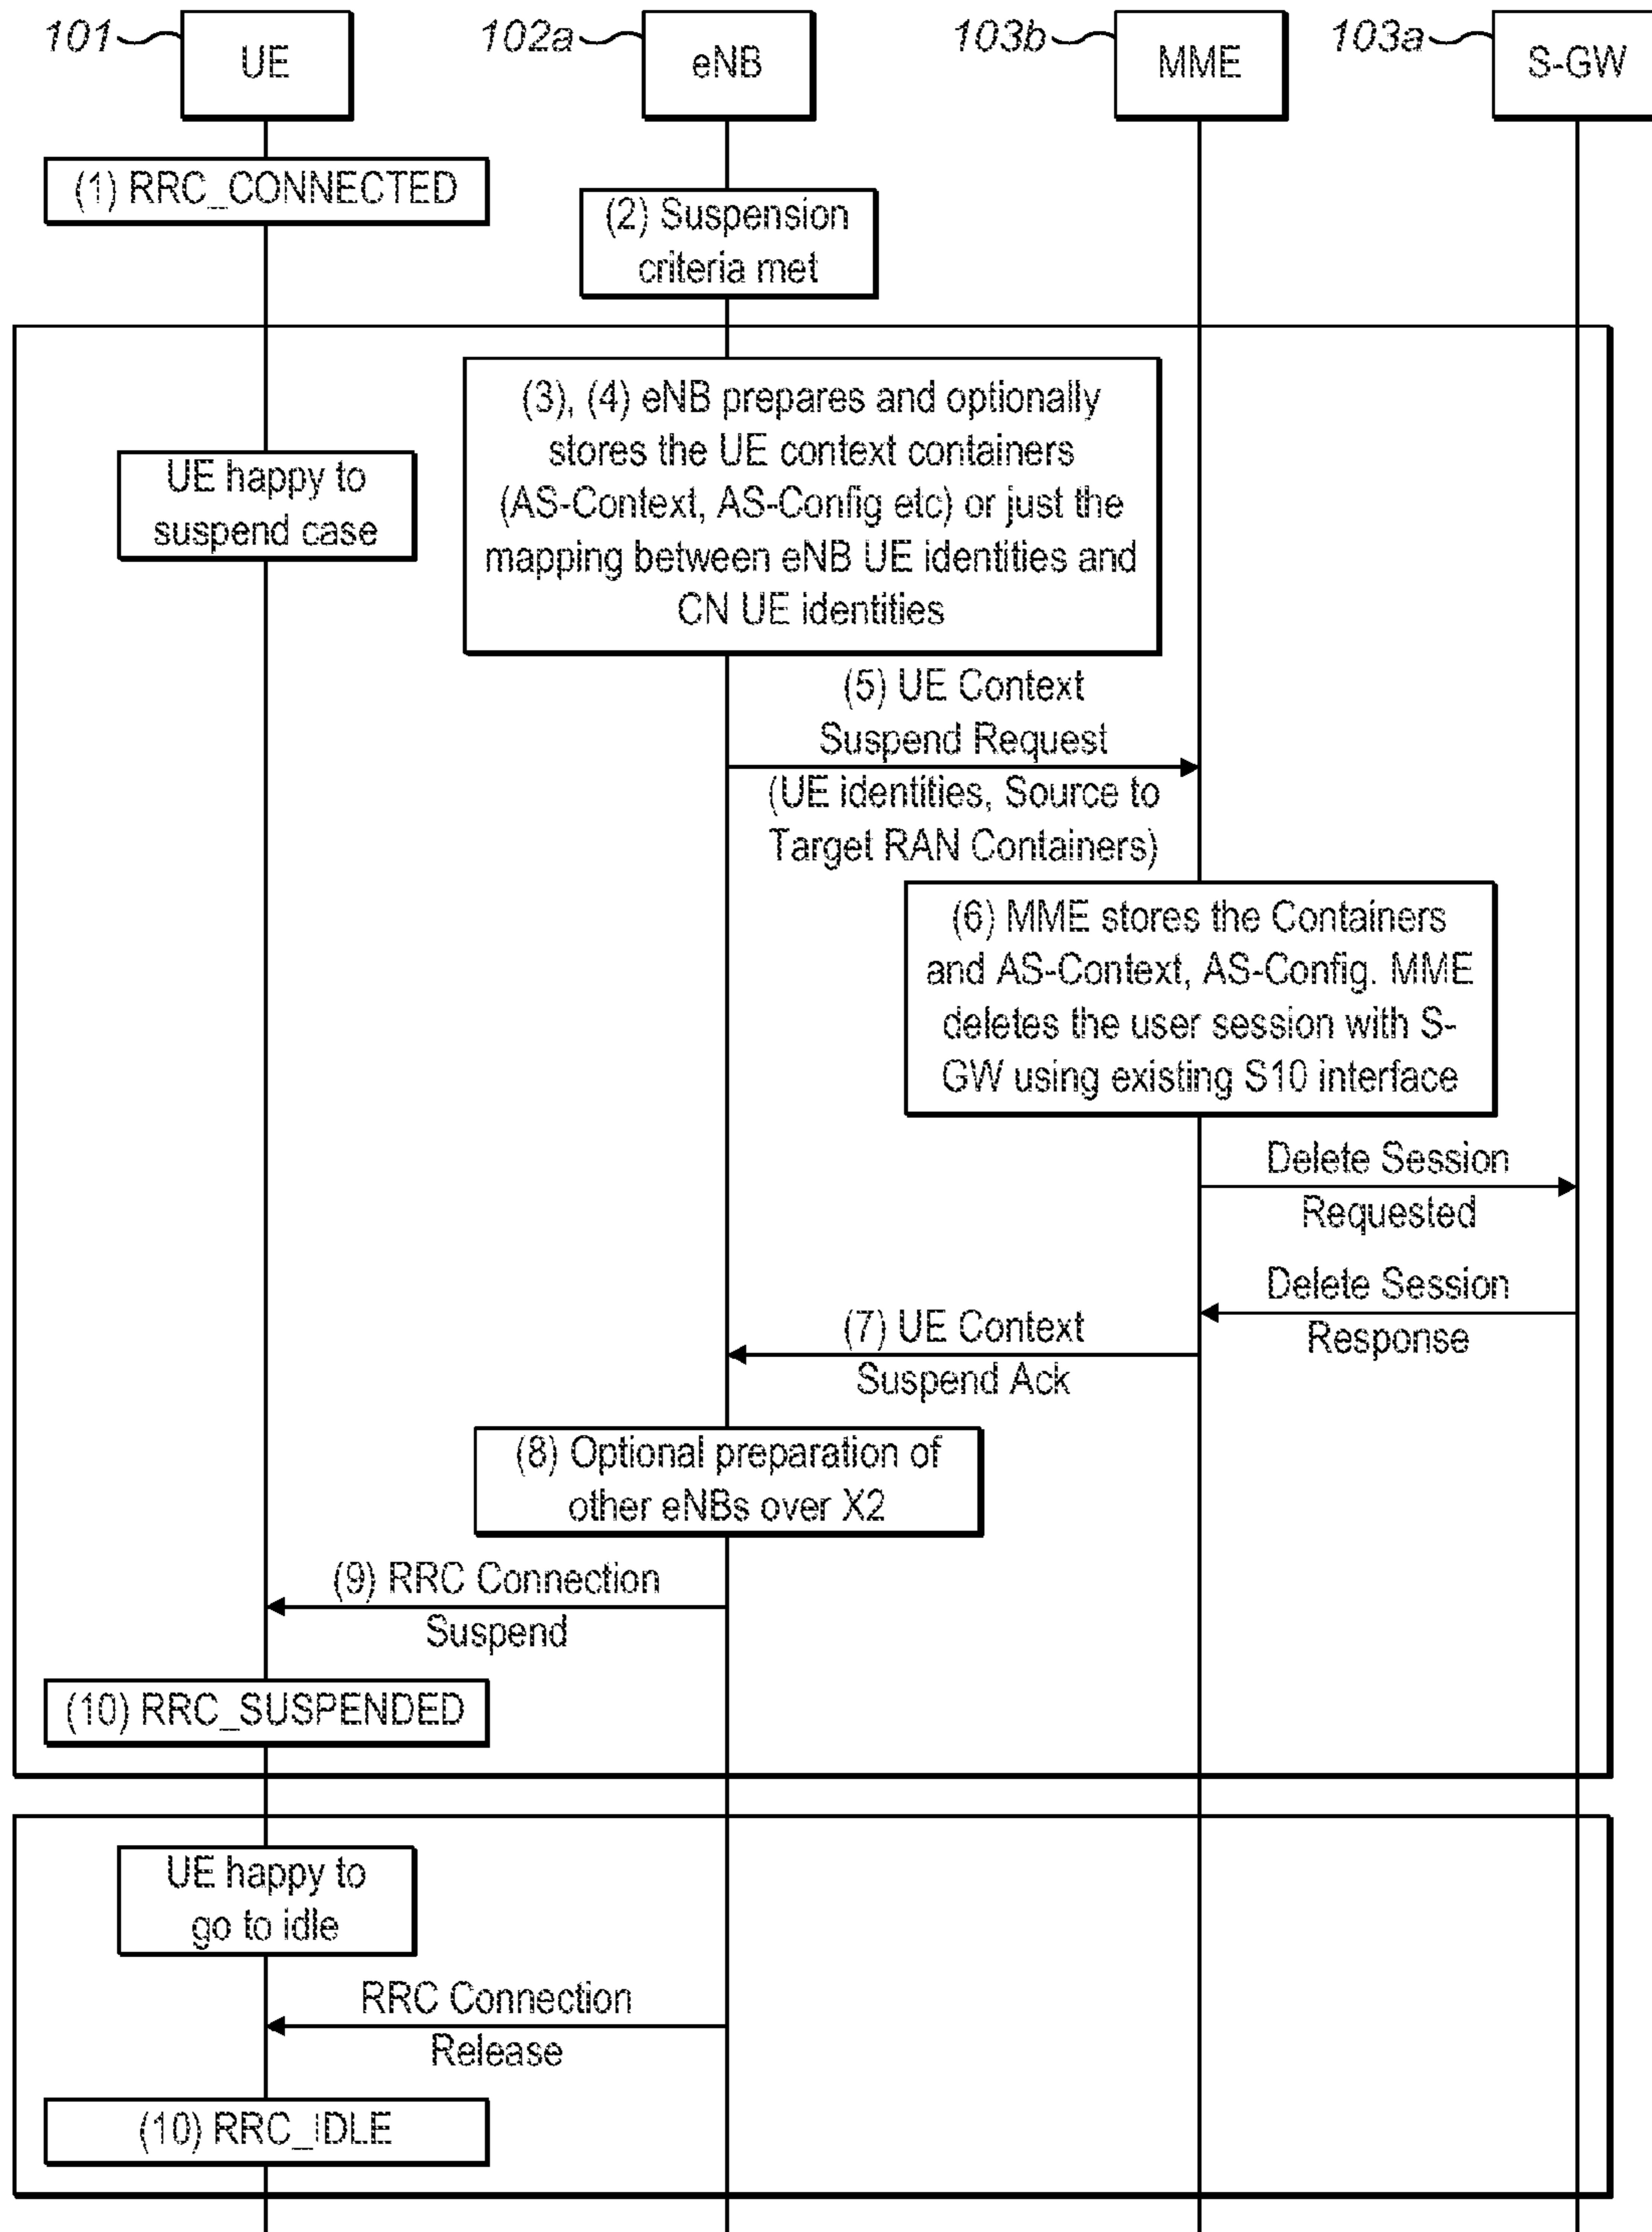 101
UE
102a
eNB
103b
MME
103a
S-GW
(1) RRC_CONNECTED
(2) Suspension
criteria met
(3), (4) eNB prepares and optionally
stores the UE context containers
(AS-Context, AS-Config etc) or just the
mapping between eNB UE identities and
CN UE identities
UE happy to
suspend case
(5) UE Context
Suspend Request
(UE identities, Source to
Target RAN Containers)
(6) MME stores the Containers
and AS-Context, AS-Config. MME
deletes the user session with S-
GW using existing S10 interface
Delete Session
Requested
Delete Session
Response
(7) UE Context
Suspend Ack
(8) Optional preparation of
other eNBs over X2
(9) RRC Connection
Suspend
(10) RRC_SUSPENDED
UE happy to
go to idle
RRC Connection
Release
(10) RRC_IDLE